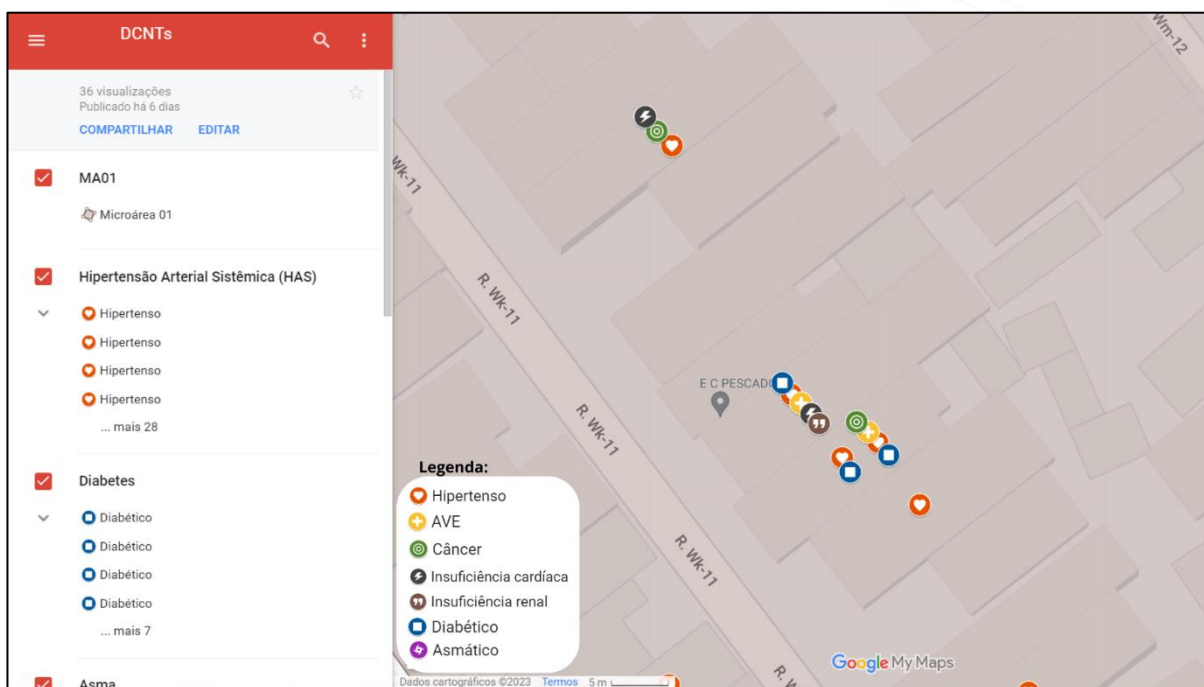 DCNTs
36 visualizações
Publicado há 6 dias
COMPARTILHAR EDITAR
MA01
Microárea 01
Hipertensão Arterial Sistêmica (HAS)
Hipertenso
Hipertenso
Hipertenso
Hipertenso
... mais 28
Diabetes
Diabético
Diabético
Diabético
Diabético
... mais 7
Asma
Wm-12
Wk-11
R. Wk-11
E C PESCADO
R. Wk-11
R. Wk-11
R. W
Legenda:
Hipertenso
AVE
Câncer
Insuficiência cardíaca
Insuficiência renal
Diabético
Asmático
Google My Maps
Dados cartográficos ©2023 Termos 5 m